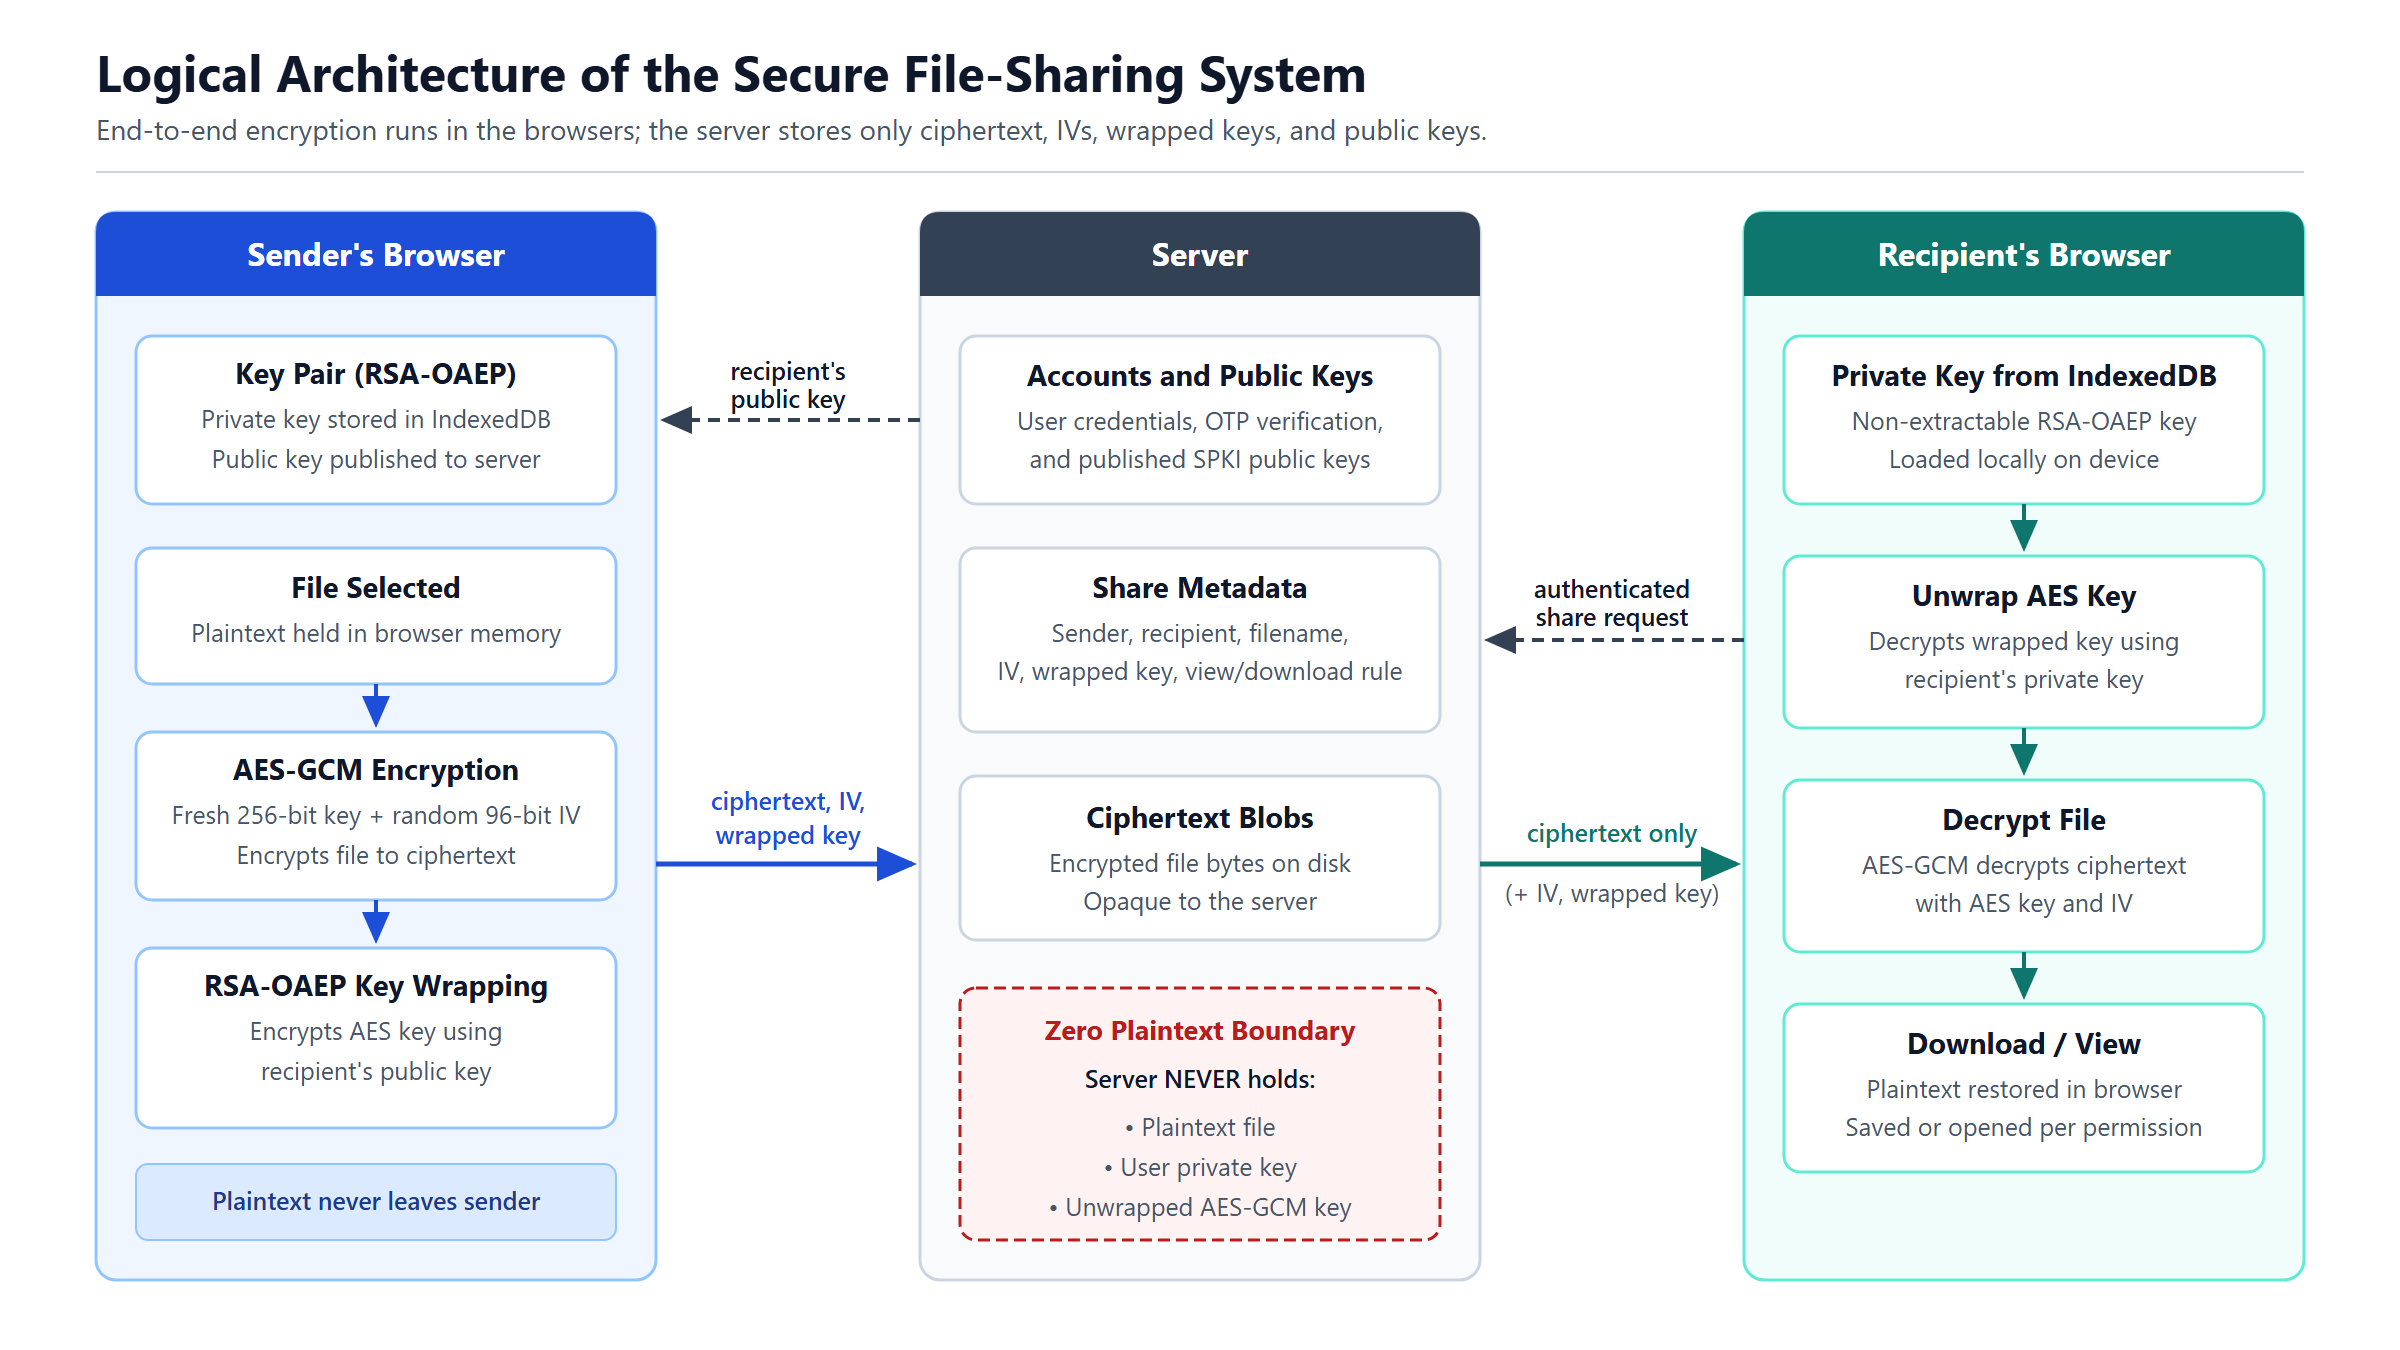 Logical Architecture of the Secure File-Sharing System
End-to-end encryption runs in the browsers; the server stores only ciphertext, IVs, wrapped keys, and public keys.
Sender's Browser
Key Pair (RSA-OAEP)
Private key stored in IndexedDB
Public key published to server
File Selected
Plaintext held in browser memory
AES-GCM Encryption
Fresh 256-bit key + random 96-bit IV
Encrypts file to ciphertext
RSA-OAEP Key Wrapping
Encrypts AES key using
recipient's public key
Plaintext never leaves sender
recipient's
public key
ciphertext, IV,
wrapped key
Server
Accounts and Public Keys
User credentials, OTP verification,
and published SPKI public keys
Share Metadata
Sender, recipient, filename,
IV, wrapped key, view/download rule
Ciphertext Blobs
Encrypted file bytes on disk
Opaque to the server
Zero Plaintext Boundary
Server NEVER holds:
• Plaintext file
• User private key
• Unwrapped AES-GCM key
authenticated
share request
ciphertext only
(+ IV, wrapped key)
Recipient's Browser
Private Key from IndexedDB
Non-extractable RSA-OAEP key
Loaded locally on device
Unwrap AES Key
Decrypts wrapped key using
recipient's private key
Decrypt File
AES-GCM decrypts ciphertext
with AES key and IV
Download / View
Plaintext restored in browser
Saved or opened per permission